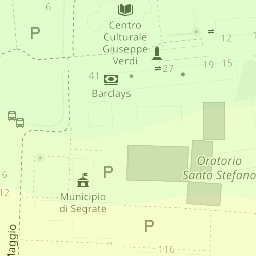 6
P
Centro
Culturale
Giuseppe
Verdi
12
41
27
19
15
Barclays
6
P
Oratorio
Santo Stefano
12
Municipio
di Segrate
P
Maggio
116